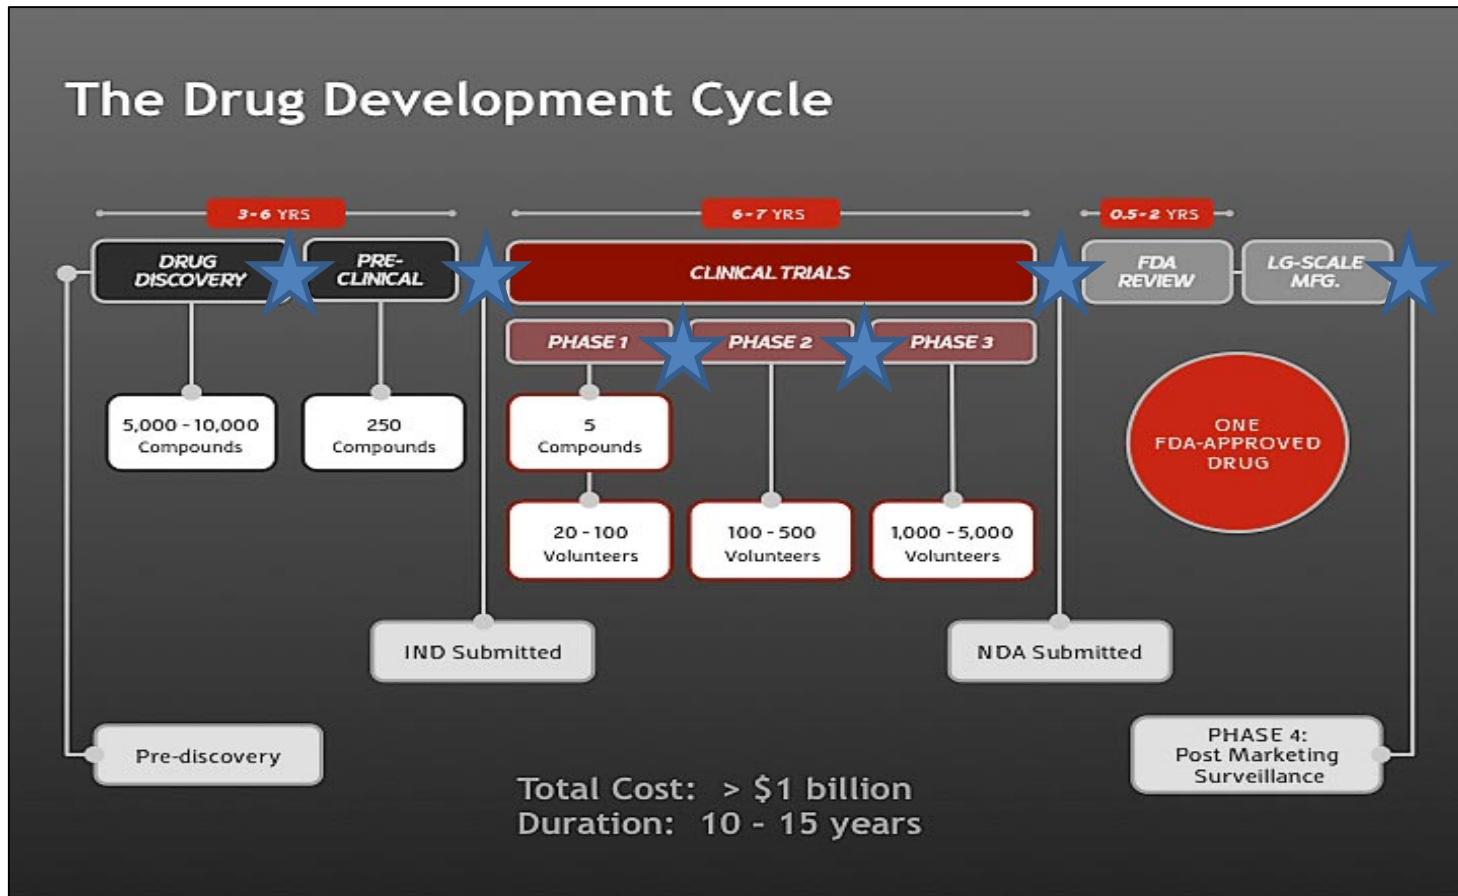 The Drug Development Cycle
3-6 YRS
6-7 YRS
0.5-2 YRS
DRUG
DISCOVERY
PRE-
CLINICAL
CLINICAL TRIALS
FDA
REVIEW
LG-SCALE
MFG.
PHASE 1
PHASE 2
PHASE 3
5,000 - 10,000
Compounds
250
Compounds
5
Compounds
ONE
FDA-APPROVED
DRUG
20 - 100
Volunteers
100 - 500
Volunteers
1,000 - 5,000
Volunteers
IND Submitted
NDA Submitted
Pre-discovery
PHASE 4:
Post Marketing
Surveillance
Total Cost: > $1 billion
Duration: 10 - 15 years